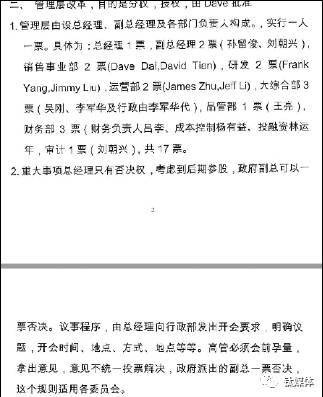 二、 管理层改革，目的是分权，授权，由 Dave 批准
1.管理层由设总经理、副总经理及各部门负责人构成。，实行一人
一票。具体为：总经理 1 票，副总经理 2 票（孙留俊、刘朝兴），
销售事业部 2 票(Dave Dai,David Tian)，研发 2 票(Frank
Yang,Jimmy Liu)，运营部 2 票(James Zhu,Jeff Li)，大综合部 3
票（吴刚、李军华及行政由李军华代），品管部 1 票（王亮），
财务部 3 票（财务负责人吕李、成本控制杨有益、投融资林运
年，审计 1 票（刘朝兴)，共 17 票。
2.重大事项总经理只有否决权，考虑到后期参股，政府副总可以一
2
票否决。议事程序，由总经理向行政部发出开会要求，明确议
题，开会时间、地点、方式、地点等等。高管必须会前孕量，
拿出意见，意见不统一投票解决，政府派出的副总一票否决，
这个规则适用各委员会。
钛媒体